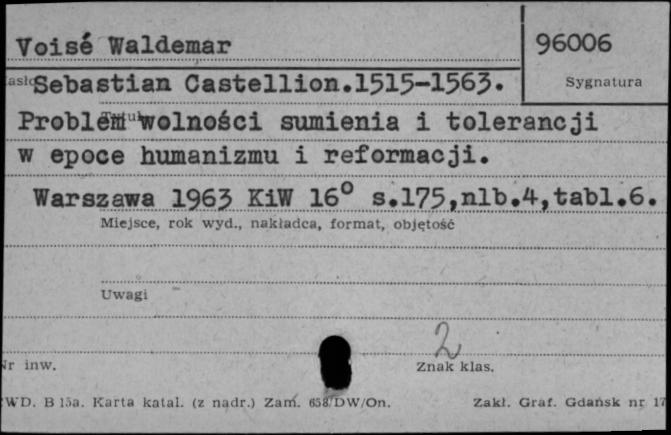 Voisé Waldemar
96006
Sebastian Castellion.1515-1563.
Sygnatura
Problem wolności sumienia i tolerancji
w epoce humanizmu i reformacji.
Warszawa 1963 KiW 16° s.175,nlb.4,tabl.6.
Miejsce, rok wyd., nakładca, format, objętość
Uwagi
2
Nr inw.
Znak klas.
WD. B 15a. Karta katal. (z nadr.) Zam. 658/DW/On.
Zakł. Graf. Gdańsk nr 17